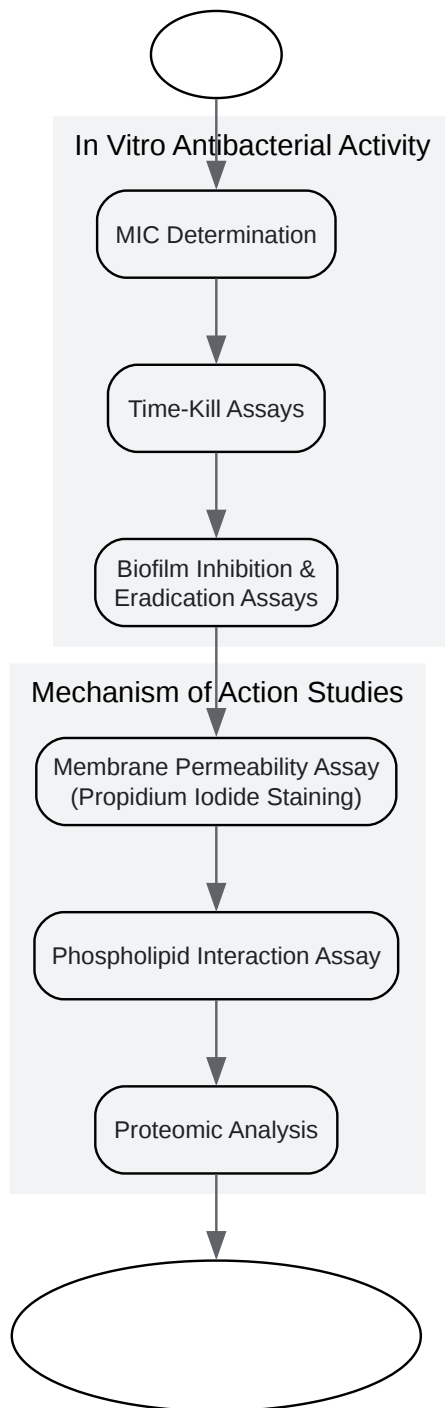 In Vitro Antibacterial Activity
MIC Determination
Time-Kill Assays
Biofilm Inhibition &
Eradication Assays
Mechanism of Action Studies
Membrane Permeability Assay
(Propidium Iodide Staining)
Phospholipid Interaction Assay
Proteomic Analysis